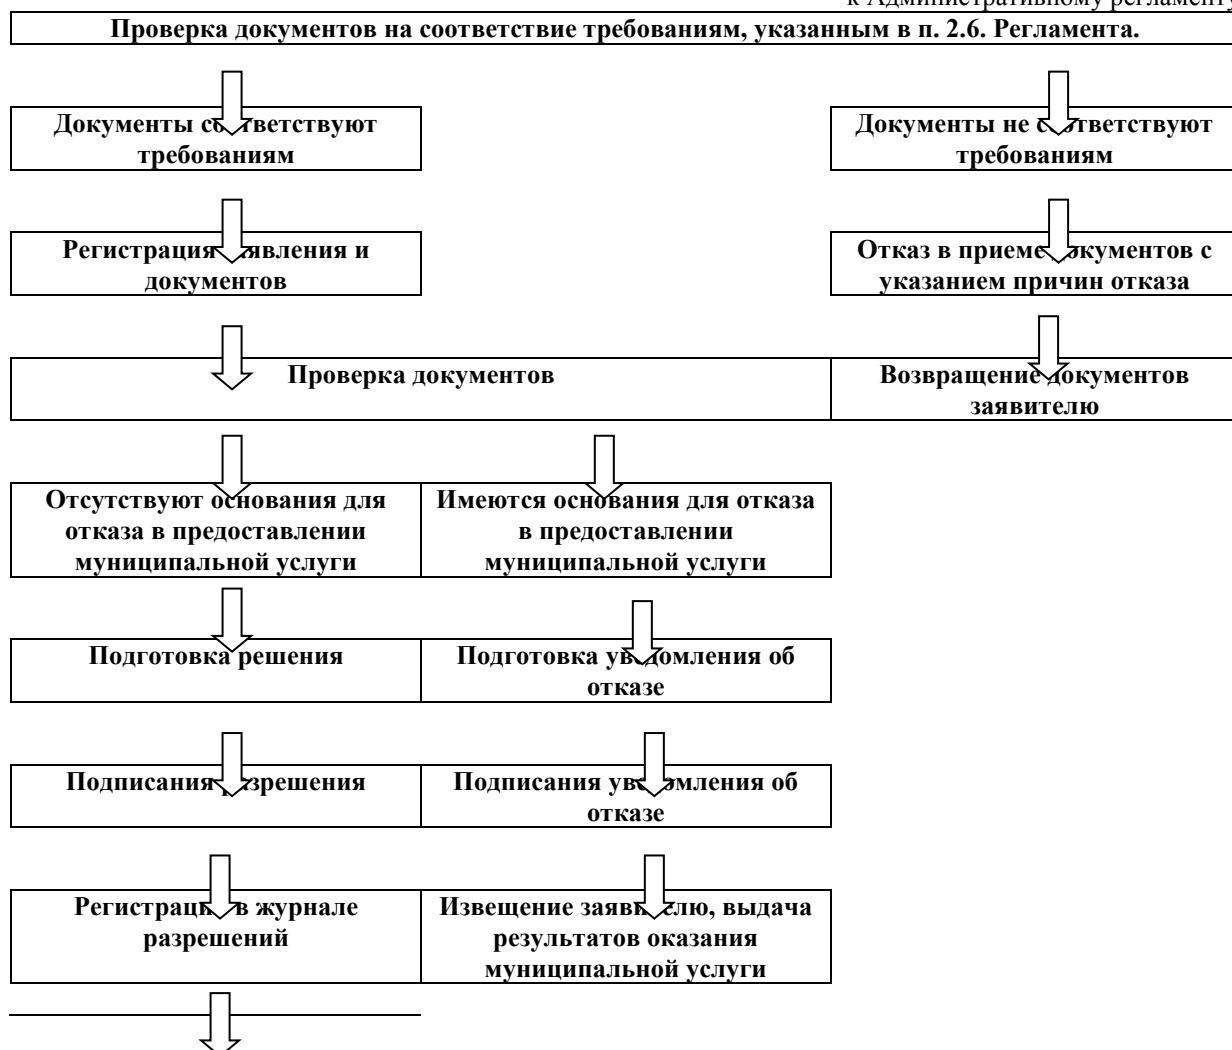 к Административному регламенту
Проверка документов на соответствие требованиям, указанным в п. 2.6. Регламента.
Документы соответствуют
требованиям
Документы не соответствуют
требованиям
Регистрация заявления и
документов
Отказ в приеме документов с
указанием причин отказа
Проверка документов
Возвращение документов
заявителю
Отсутствуют основания для
отказа в предоставлении
муниципальной услуги
Имеются основания для отказа
в предоставлении
муниципальной услуги
Подготовка решения
Подготовка уведомления об
отказе
Подписания разрешения
Подписания уведомления об
отказе
Регистрация в журнале
разрешений
Извещение заявителю, выдача
результатов оказания
муниципальной услуги